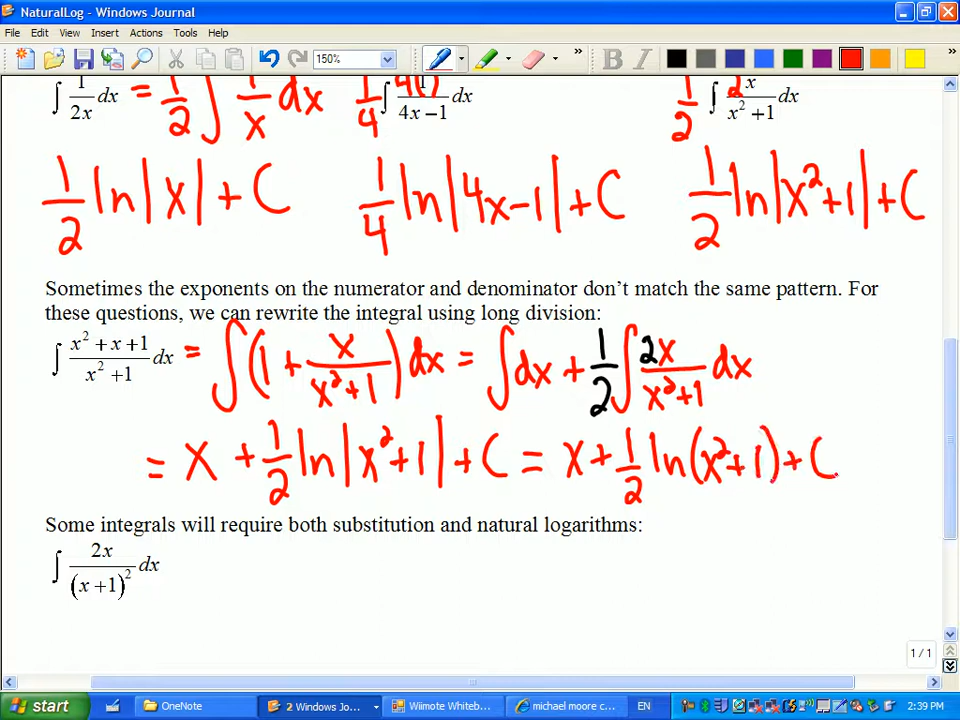 NaturalLog - Windows Journal
File Edit View Insert Actions Tools Help
150% B I
∫ 1/2x dx = 1/2 ∫ 1/x dx 1/4 ∫ 4(1)/4x−1 dx 1/2 ∫ 2x/x²+1 dx
1/2 ln|x| + C 1/4 ln|4x−1| + C 1/2 ln|x²+1| + C
Sometimes the exponents on the numerator and denominator don't match the same pattern. For
these questions, we can rewrite the integral using long division:
∫ x²+x+1/x²+1 dx = ∫(1 + x/x²+1)dx = ∫dx + 1/2 ∫ 2x/x²+1 dx
= x + 1/2 ln|x²+1| + C = x + 1/2 ln(x²+1) + C
Some integrals will require both substitution and natural logarithms:
∫ 2x/(x+1)² dx
1/1
start OneNote 2 Windows Jo... Wiimote Whiteb... michael moore c... EN 2:39 PM